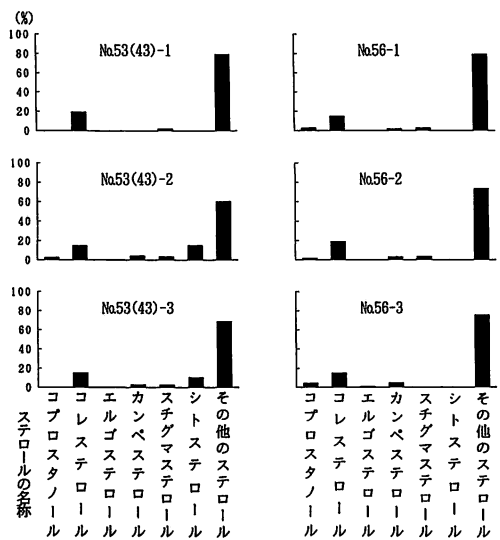 (%)
100
80
60
40
20
0
No.53(43)-1
No.56-1
100
80
60
40
20
0
No.53(43)-2
No.56-2
100
80
60
40
20
0
No.53(43)-3
No.56-3
ステロールの名称
コプロスタノール
コレステロール
エルゴステロール
カンペステロール
スチグマステロール
シトステロール
その他のステロール
コプロスタノール
コレステロール
エルゴステロール
カンペステロール
スチグマステロール
シトステロール
その他のステロール